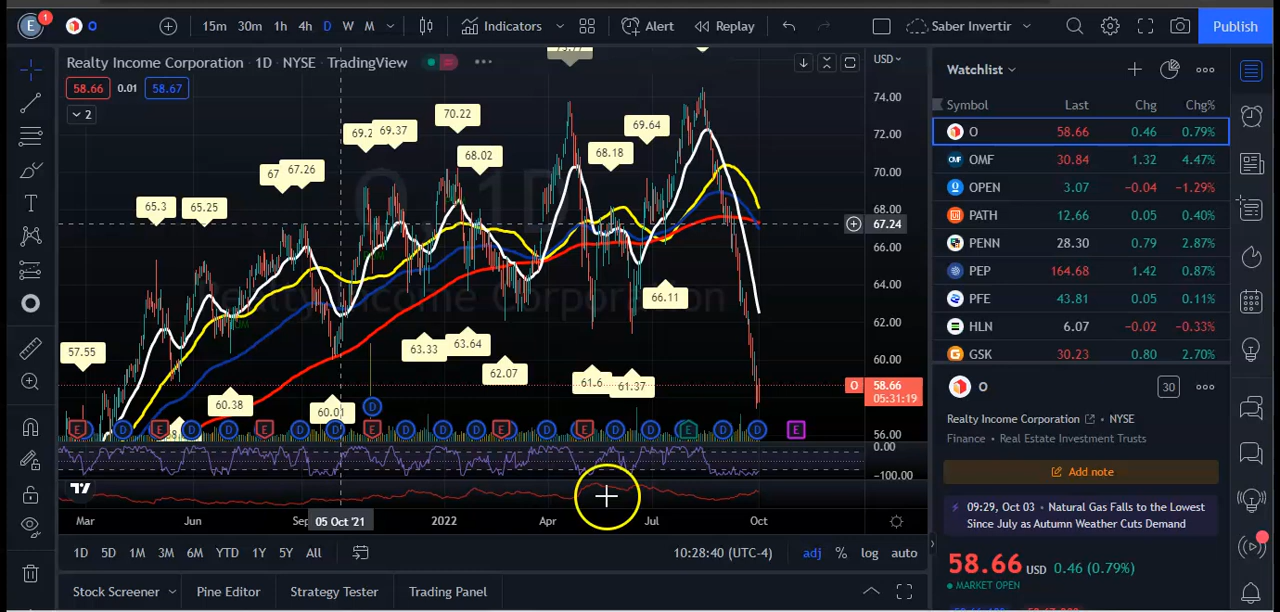 E 1 O 15m 30m 1h 4h D W M Indicators Alert Replay Saber Invertir Publish
Realty Income Corporation · 1D · NYSE · TradingView
USD
58.66 0.01 58.67
2
74.00
72.00
70.00
67.24
66.00
64.00
62.00
60.00
58.66
05:31:19
56.00
0.00
-100.00
O
70.22
69.37
69.64
68.02
68.18
67.26
65.3
65.25
66.11
63.33
63.64
57.55
62.07
61.6
61.37
60.38
60.01
O, 1D
Realty Income Corporation
E D E D D E D D E D D D E D E D D E D D E
Mar Jun Sep 05 Oct '21 2022 Apr Jul Oct
1D 5D 1M 3M 6M YTD 1Y 5Y All 10:28:40 (UTC-4) adj % log auto
Stock Screener Pine Editor Strategy Tester Trading Panel
Watchlist
Symbol Last Chg Chg%
O 58.66 0.46 0.79%
OMF 30.84 1.32 4.47%
OPEN 3.07 -0.04 -1.29%
PATH 12.66 0.05 0.40%
PENN 28.30 0.79 2.87%
PEP 164.68 1.42 0.87%
PFE 43.81 0.05 0.11%
HLN 6.07 -0.02 -0.33%
GSK 30.23 0.80 2.70%
O 30
Realty Income Corporation · NYSE
Finance · Real Estate Investment Trusts
Add note
09:29, Oct 03 · Natural Gas Falls to the Lowest
Since July as Autumn Weather Cuts Demand
58.66 USD 0.46 (0.79%)
MARKET OPEN